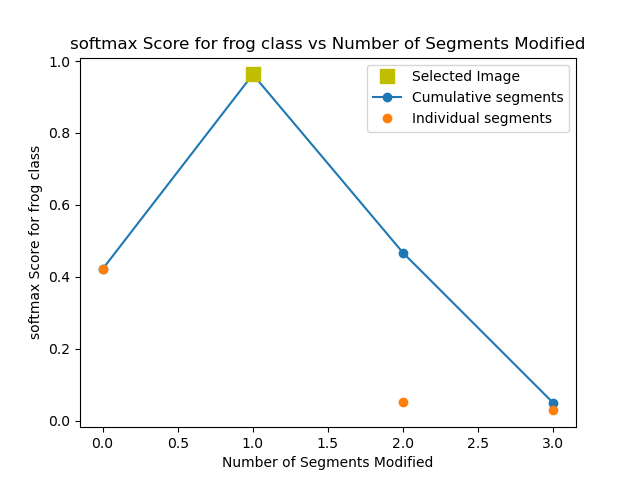 softmax Score for frog class vs Number of Segments Modified
1.0
0.8
0.6
0.4
0.2
0.0
softmax Score for frog class
Selected Image
Cumulative segments
Individual segments
0.0 0.5 1.0 1.5 2.0 2.5 3.0
Number of Segments Modified